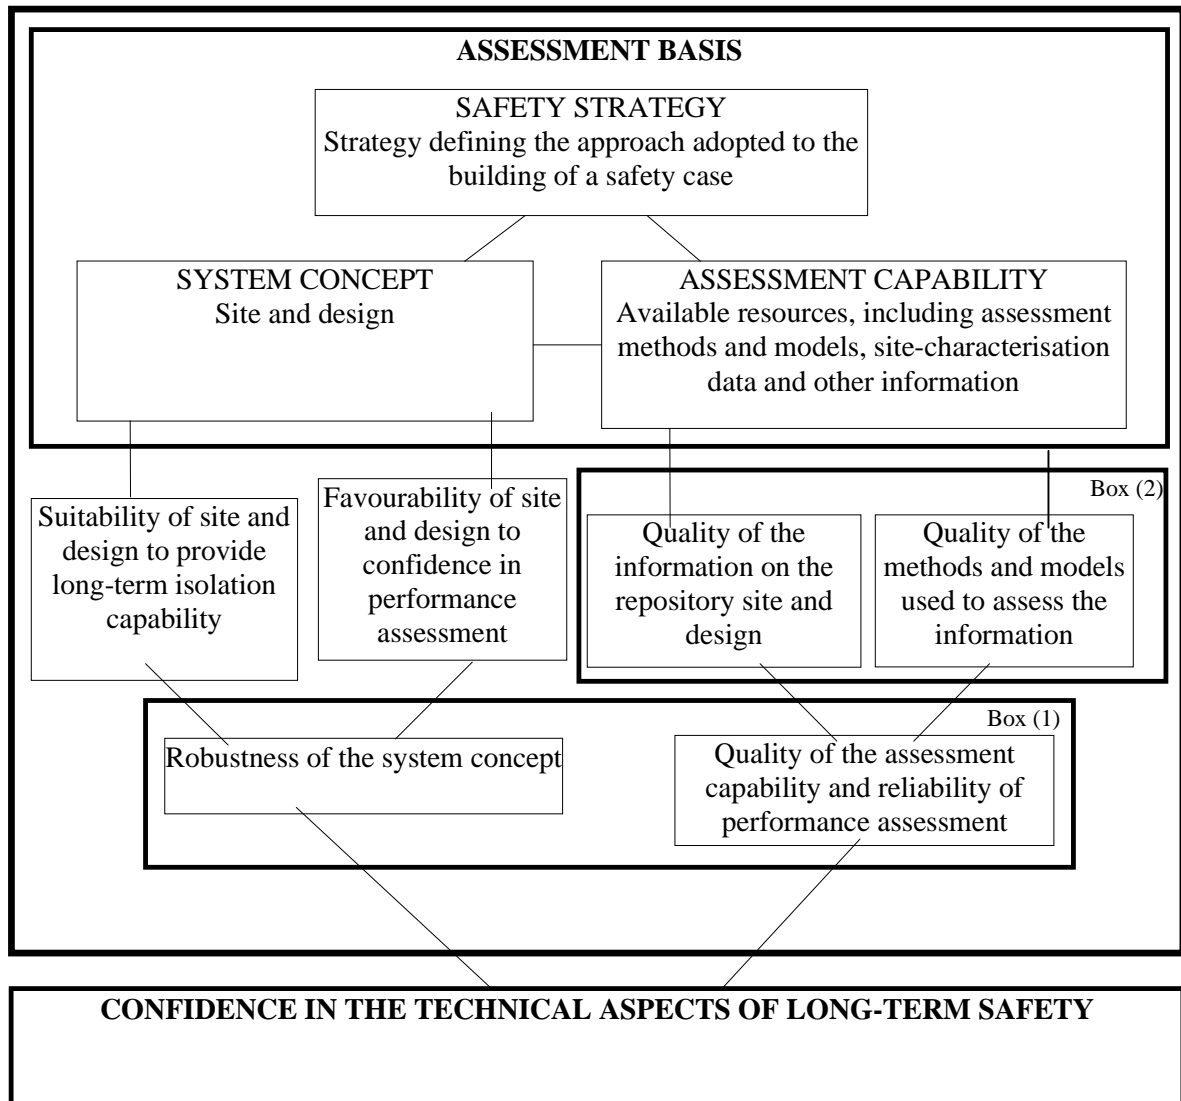 ASSESSMENT BASIS
SAFETY STRATEGY
Strategy defining the approach adopted to the
building of a safety case
SYSTEM CONCEPT
Site and design
ASSESSMENT CAPABILITY
Available resources, including assessment
methods and models, site-characterisation
data and other information
Suitability of site and
design to provide
long-term isolation
capability
Favourability of site
and design to
confidence in
performance
assessment
Box (2)
Quality of the
information on the
repository site and
design
Quality of the
methods and models
used to assess the
information
Box (1)
Robustness of the system concept
Quality of the assessment
capability and reliability of
performance assessment
CONFIDENCE IN THE TECHNICAL ASPECTS OF LONG-TERM SAFETY